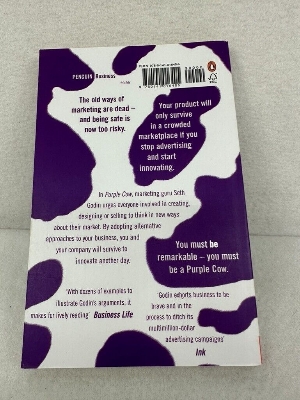 PENGUIN Business
The old ways of
marketing are dead –
and being safe is
now too risky.
Your product will
only survive
in a crowded
marketplace if you
stop advertising
and start
innovating.
In Purple Cow, marketing guru Seth
Godin urges everyone involved in creating,
designing or selling to think in new ways
about their market. By adopting alternative
approaches to your business, you and
your company will survive to
innovate another day.
You must be
remarkable – you must
be a Purple Cow.
'With dozens of examples to
illustrate Godin's arguments, it
makes for lively reading' Business Life
'Godin exhorts business to be
brave and in the
process to ditch its
multimillion-dollar
advertising campaigns'
Ink